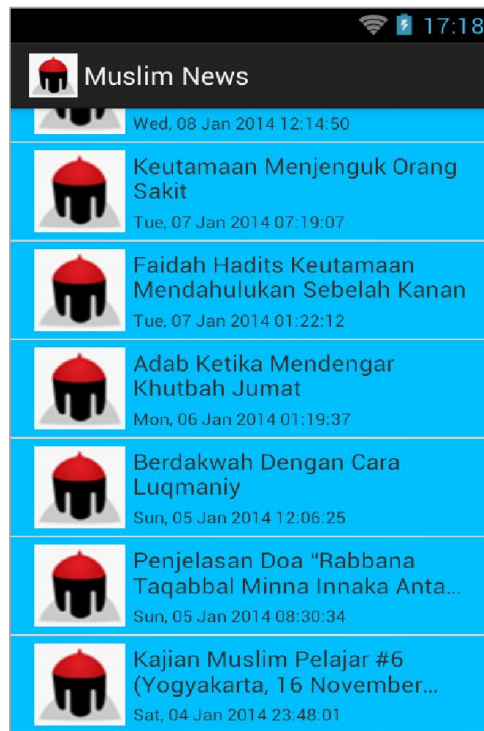 17:18
Muslim News
Wed, 08 Jan 2014 12:14:50
Keutamaan Menjenguk Orang
Sakit
Tue, 07 Jan 2014 07:19:07
Faidah Hadits Keutamaan
Mendahulukan Sebelah Kanan
Tue, 07 Jan 2014 01:22:12
Adab Ketika Mendengar
Khutbah Jumat
Mon, 06 Jan 2014 01:19:37
Berdakwah Dengan Cara
Luqmaniy
Sun, 05 Jan 2014 12:06:25
Penjelasan Doa “Rabbana
Taqabbal Minna Innaka Anta...
Sun, 05 Jan 2014 08:30:34
Kajian Muslim Pelajar #6
(Yogyakarta, 16 November...
Sat, 04 Jan 2014 23:48:01